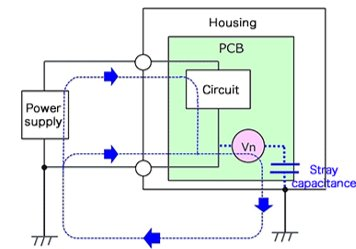 Housing
PCB
Circuit
Power
supply
Vn
Stray
capacitance